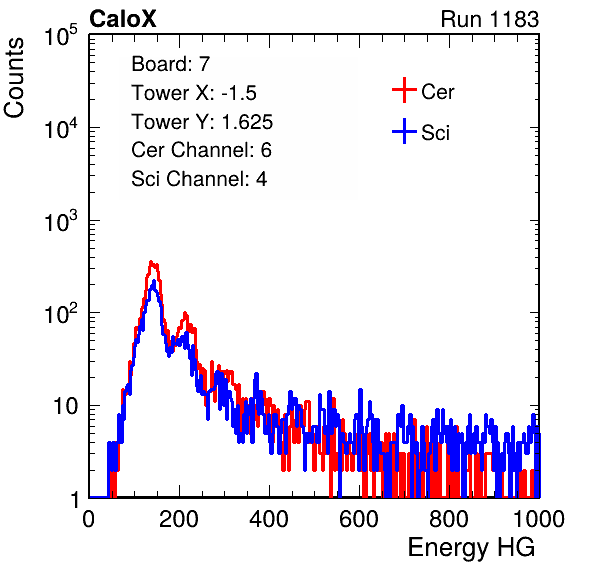 CaloX Run 1183
Counts
10^5
10^4
10^3
10^2
10
1
Board: 7
Tower X: -1.5
Tower Y: 1.625
Cer Channel: 6
Sci Channel: 4
Cer
Sci
0 200 400 600 800 1000
Energy HG